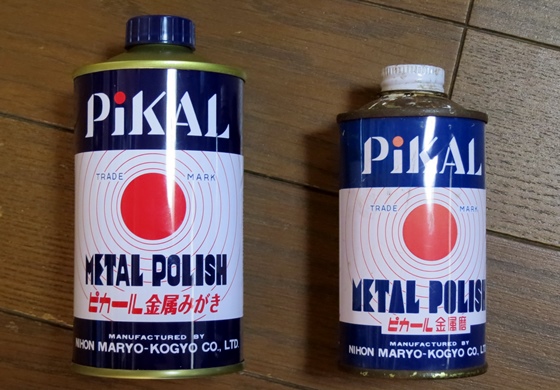 PiKAL
TRADE MARK
METAL POLISH
ピカール金属みがき
MANUFACTURED BY
NIHON MARYO-KOGYO CO., LTD.
PiKAL
TRADE MARK
METAL POLISH
ピカール金属磨
MANUFACTURED BY
NIHON MARYO-KOGYO CO., LTD.